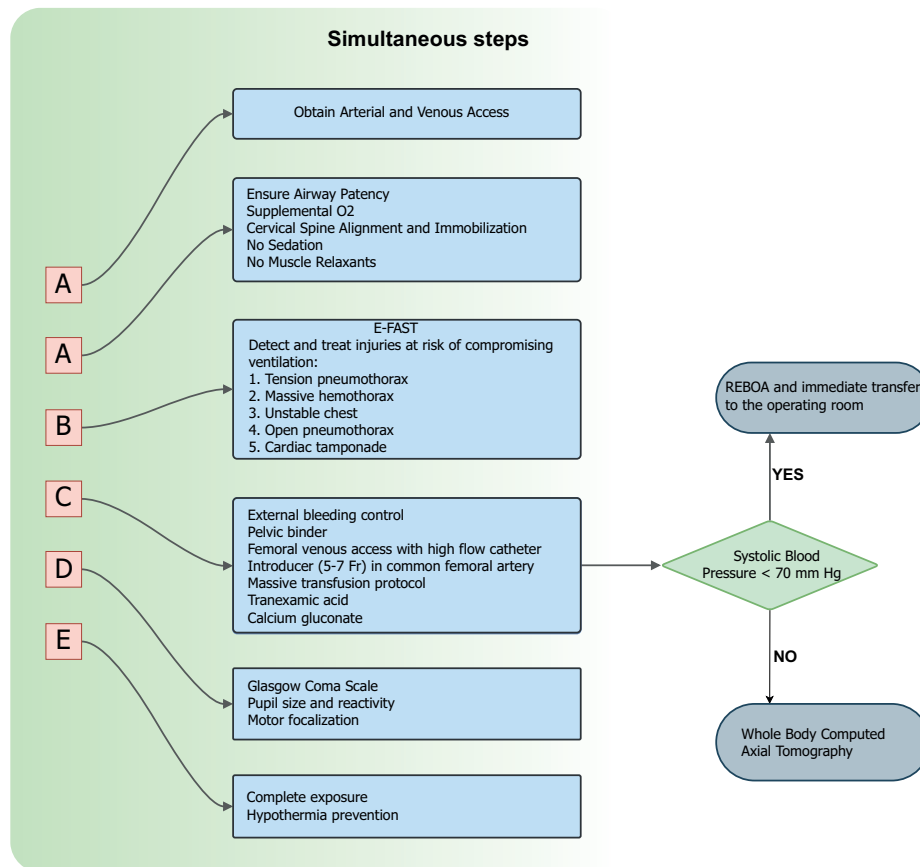 Simultaneous steps
A
Obtain Arterial and Venous Access
A
Ensure Airway Patency
Supplemental O2
Cervical Spine Alignment and Immobilization
No Sedation
No Muscle Relaxants
B
E-FAST
Detect and treat injuries at risk of compromising
ventilation:
1. Tension pneumothorax
2. Massive hemothorax
3. Unstable chest
4. Open pneumothorax
5. Cardiac tamponade
C
External bleeding control
Pelvic binder
Femoral venous access with high flow catheter
Introducer (5-7 Fr) in common femoral artery
Massive transfusion protocol
Tranexamic acid
Calcium gluconate
D
Glasgow Coma Scale
Pupil size and reactivity
Motor focalization
E
Complete exposure
Hypothermia prevention
Systolic Blood
Pressure < 70 mm Hg
YES
REBOA and immediate transfer
to the operating room
NO
Whole Body Computed
Axial Tomography